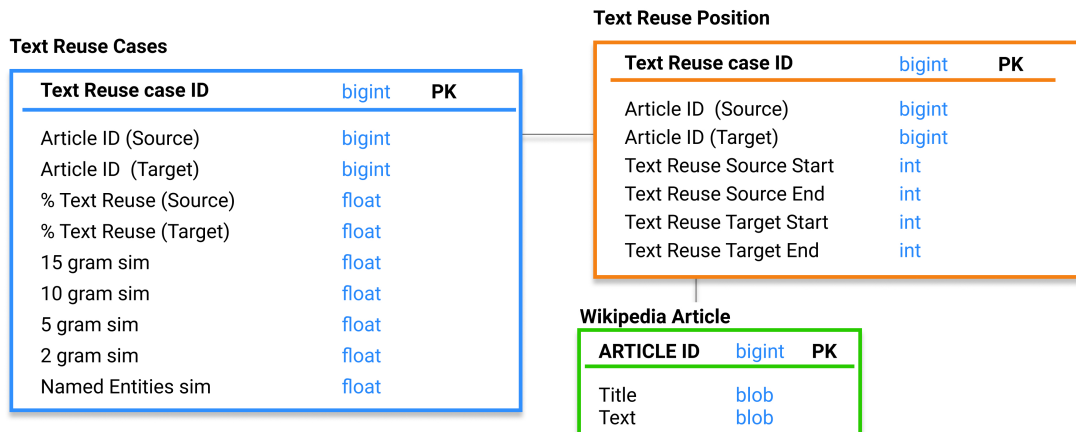 Text Reuse Cases
Text Reuse case ID bigint PK
Article ID (Source) bigint
Article ID (Target) bigint
% Text Reuse (Source) float
% Text Reuse (Target) float
15 gram sim float
10 gram sim float
5 gram sim float
2 gram sim float
Named Entities sim float
Text Reuse Position
Text Reuse case ID bigint PK
Article ID (Source) bigint
Article ID (Target) bigint
Text Reuse Source Start int
Text Reuse Source End int
Text Reuse Target Start int
Text Reuse Target End int
Wikipedia Article
ARTICLE ID bigint PK
Title blob
Text blob